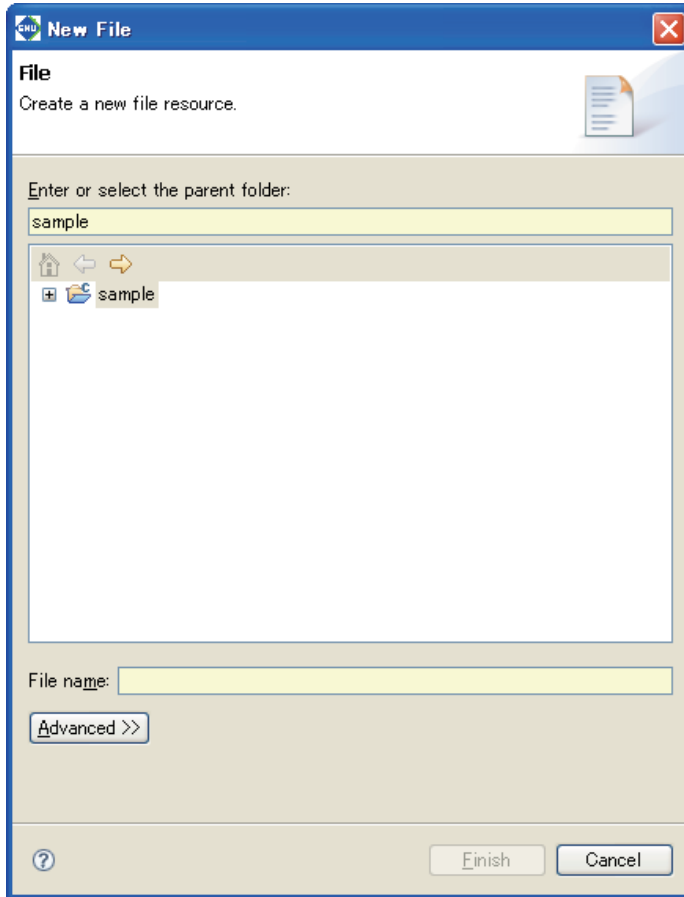 GNU New File
File
Create a new file resource.
Enter or select the parent folder:
sample
C sample
File name:
Advanced >>
?
Finish Cancel